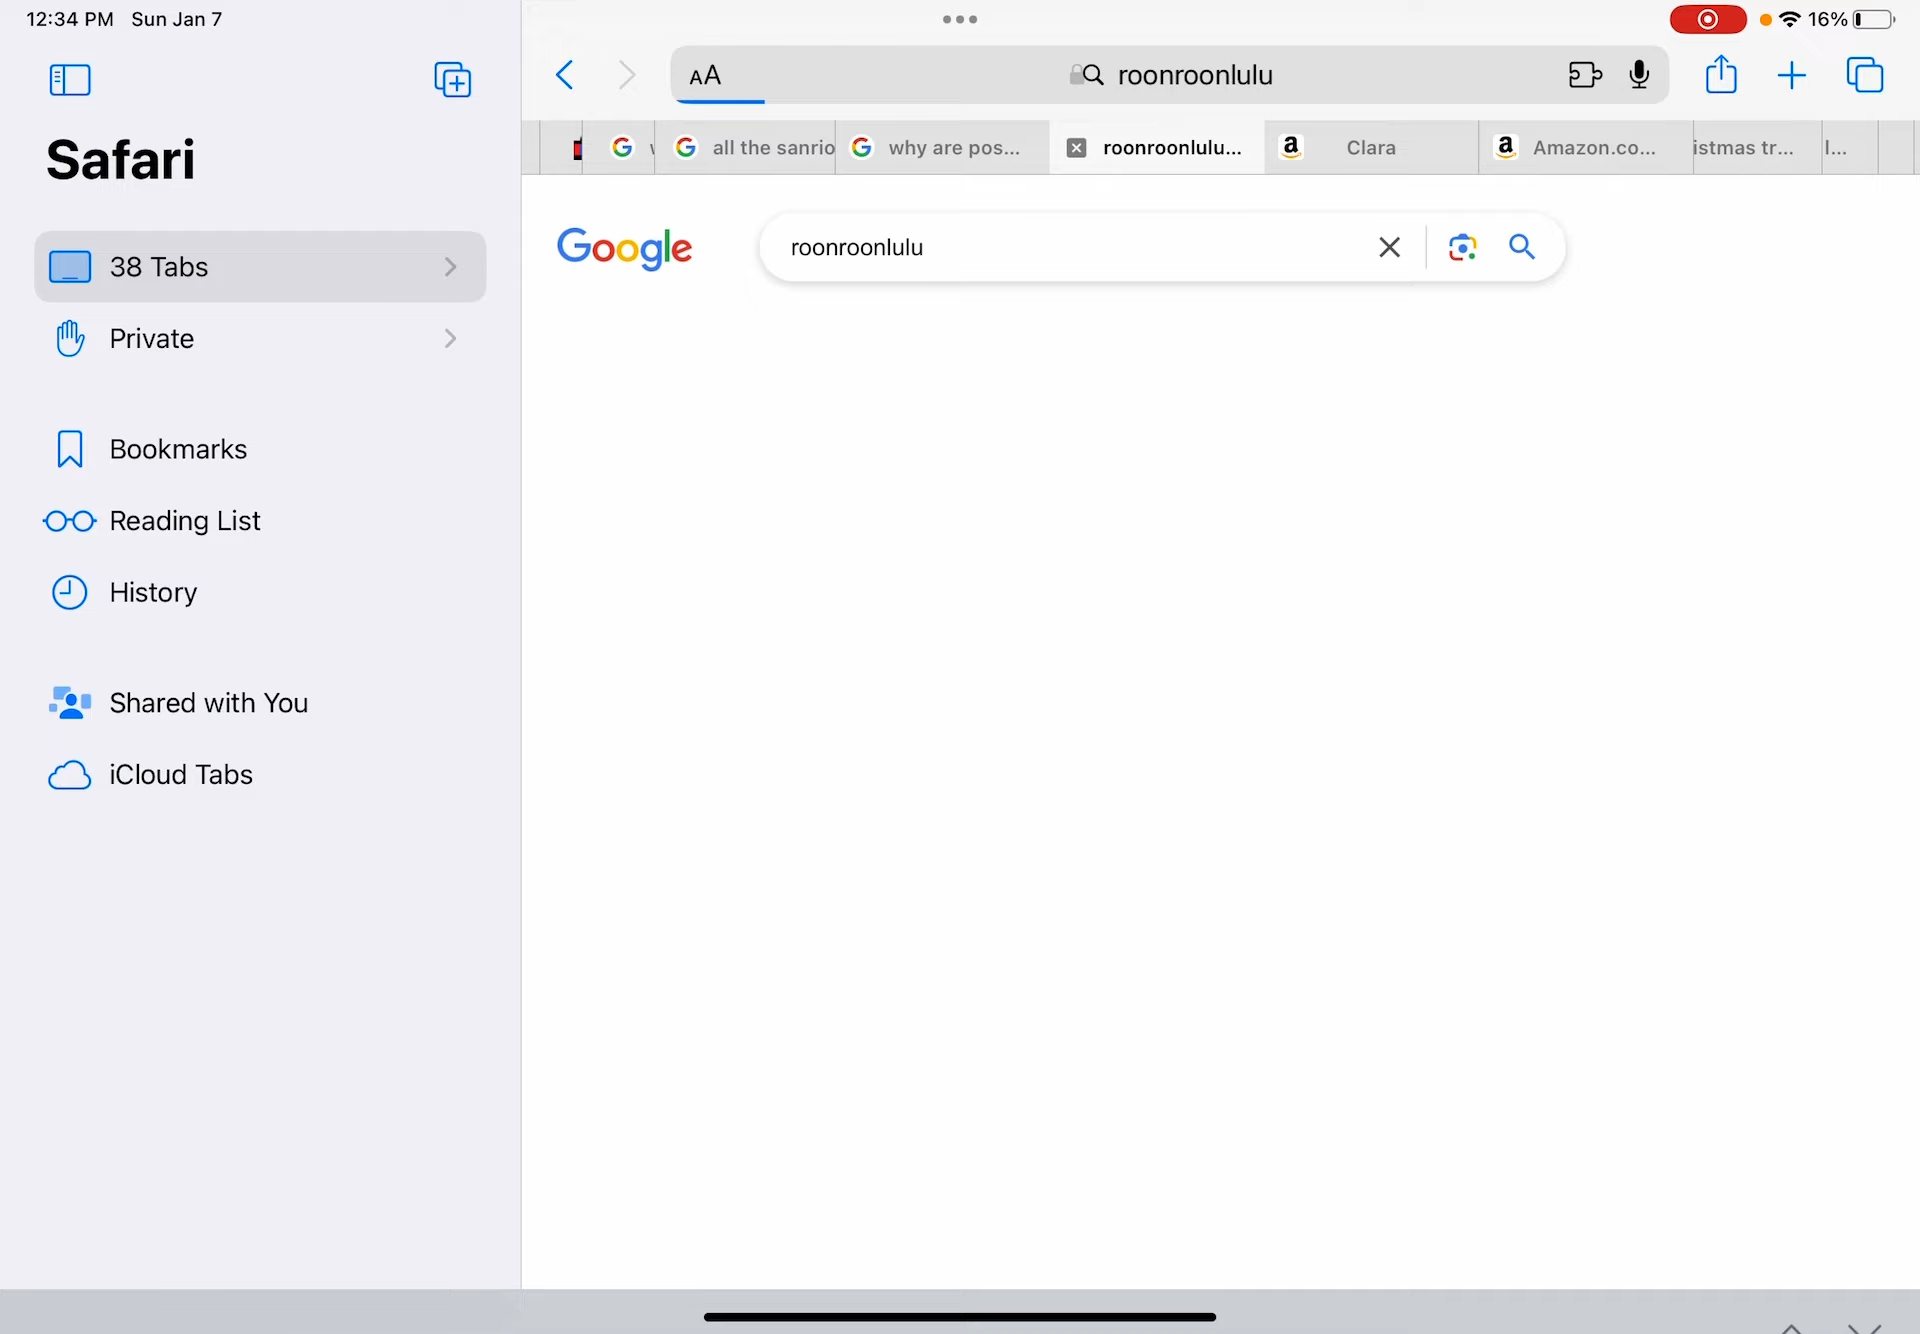 12:34 PM Sun Jan 7
16%
Safari
38 Tabs
Private
Bookmarks
Reading List
History
Shared with You
iCloud Tabs
AA
roonroonlulu
all the sanrio
why are pos...
roonroonlulu...
Clara
Amazon.co...
istmas tr...
l...
Google
roonroonlulu